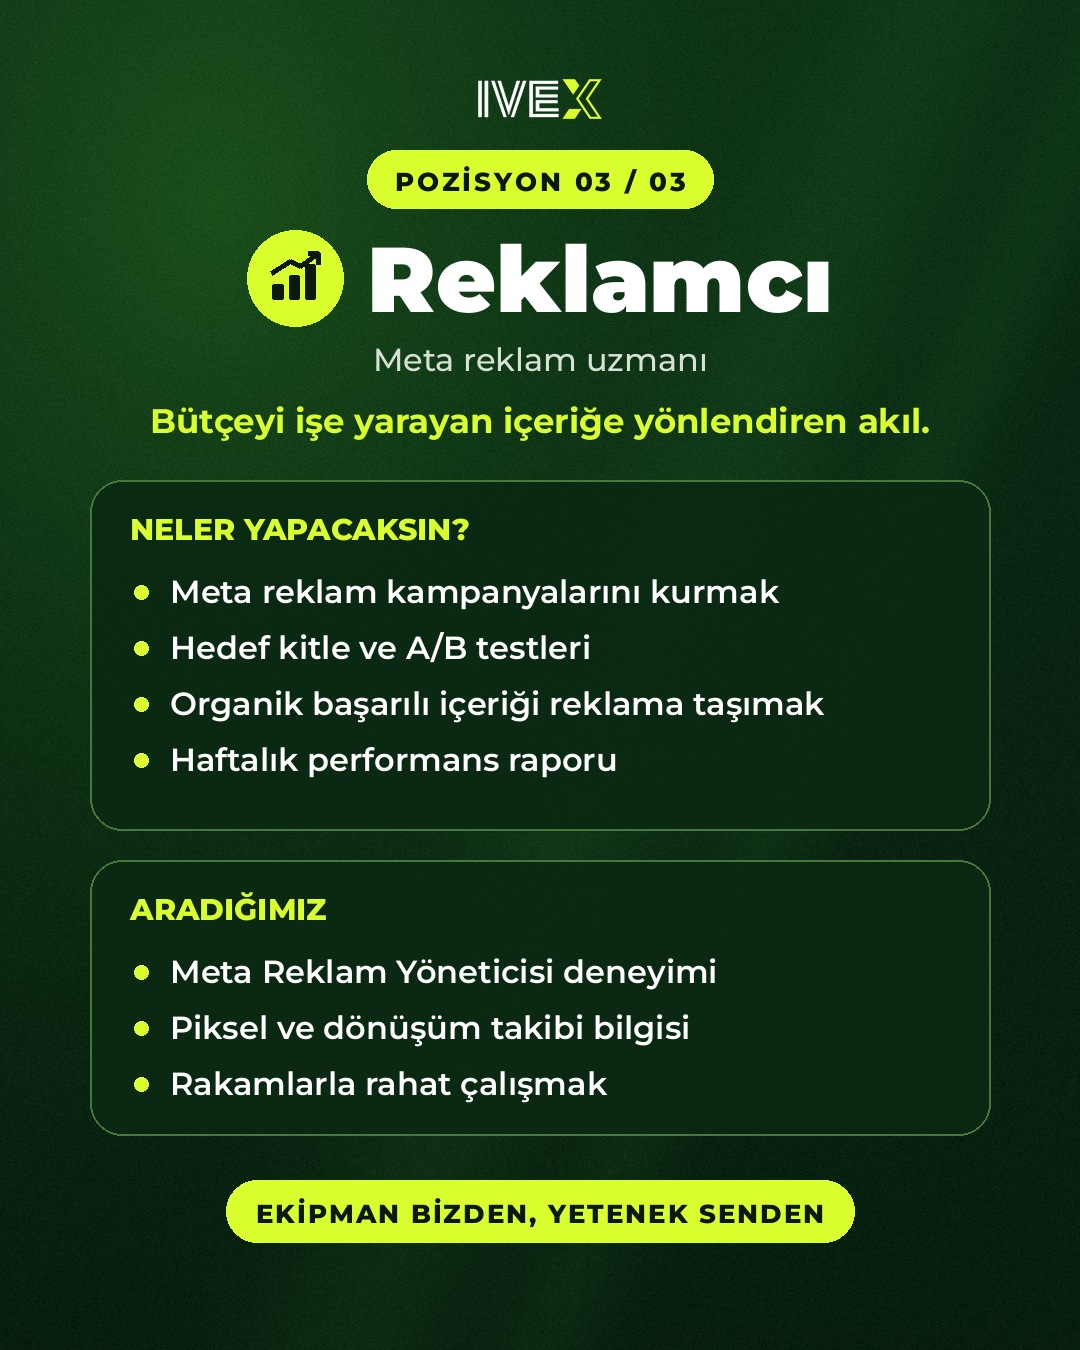 IVEX
POZİSYON 03 / 03
Reklamcı
Meta reklam uzmanı
Bütçeyi işe yarayan içeriğe yönlendiren akıl.
NELER YAPACAKSIN?
Meta reklam kampanyalarını kurmak
Hedef kitle ve A/B testleri
Organik başarılı içeriği reklama taşımak
Haftalık performans raporu
ARADIĞIMIZ
Meta Reklam Yöneticisi deneyimi
Piksel ve dönüşüm takibi bilgisi
Rakamlarla rahat çalışmak
EKİPMAN BİZDEN, YETENEK SENDEN